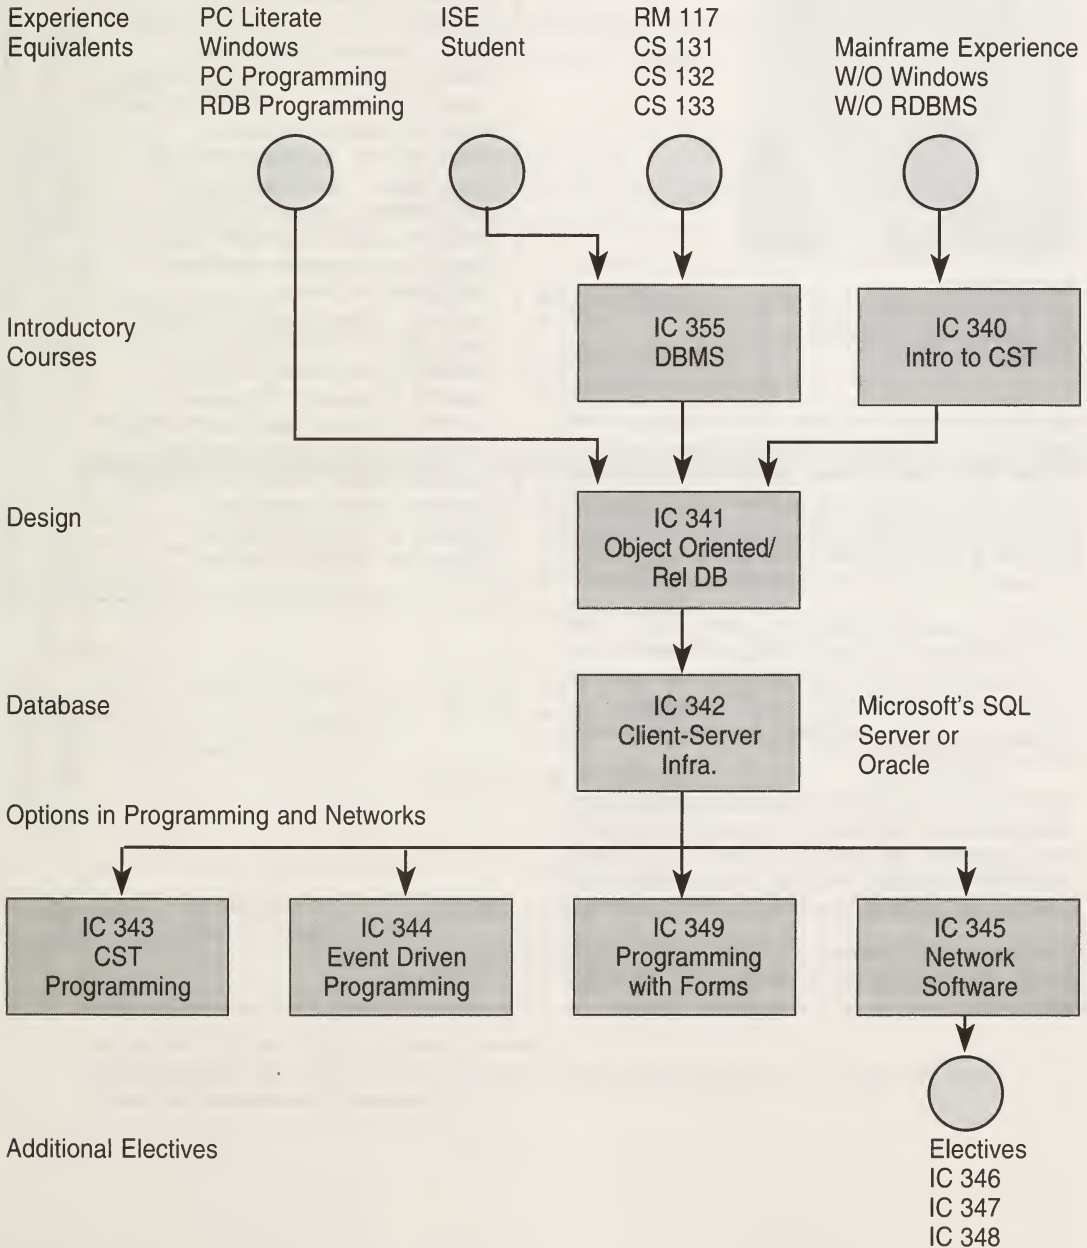 Experience
Equivalents
PC Literate
Windows
PC Programming
RDB Programming
ISE
Student
RM 117
CS 131
CS 132
CS 133
Mainframe Experience
W/O Windows
W/O RDBMS
Introductory
Courses
IC 355
DBMS
IC 340
Intro to CST
Design
IC 341
Object Oriented/
Rel DB
Database
IC 342
Client-Server
Infra.
Microsoft's SQL
Server or
Oracle
Options in Programming and Networks
IC 343
CST
Programming
IC 344
Event Driven
Programming
IC 349
Programming
with Forms
IC 345
Network
Software
Additional Electives
Electives
IC 346
IC 347
IC 348